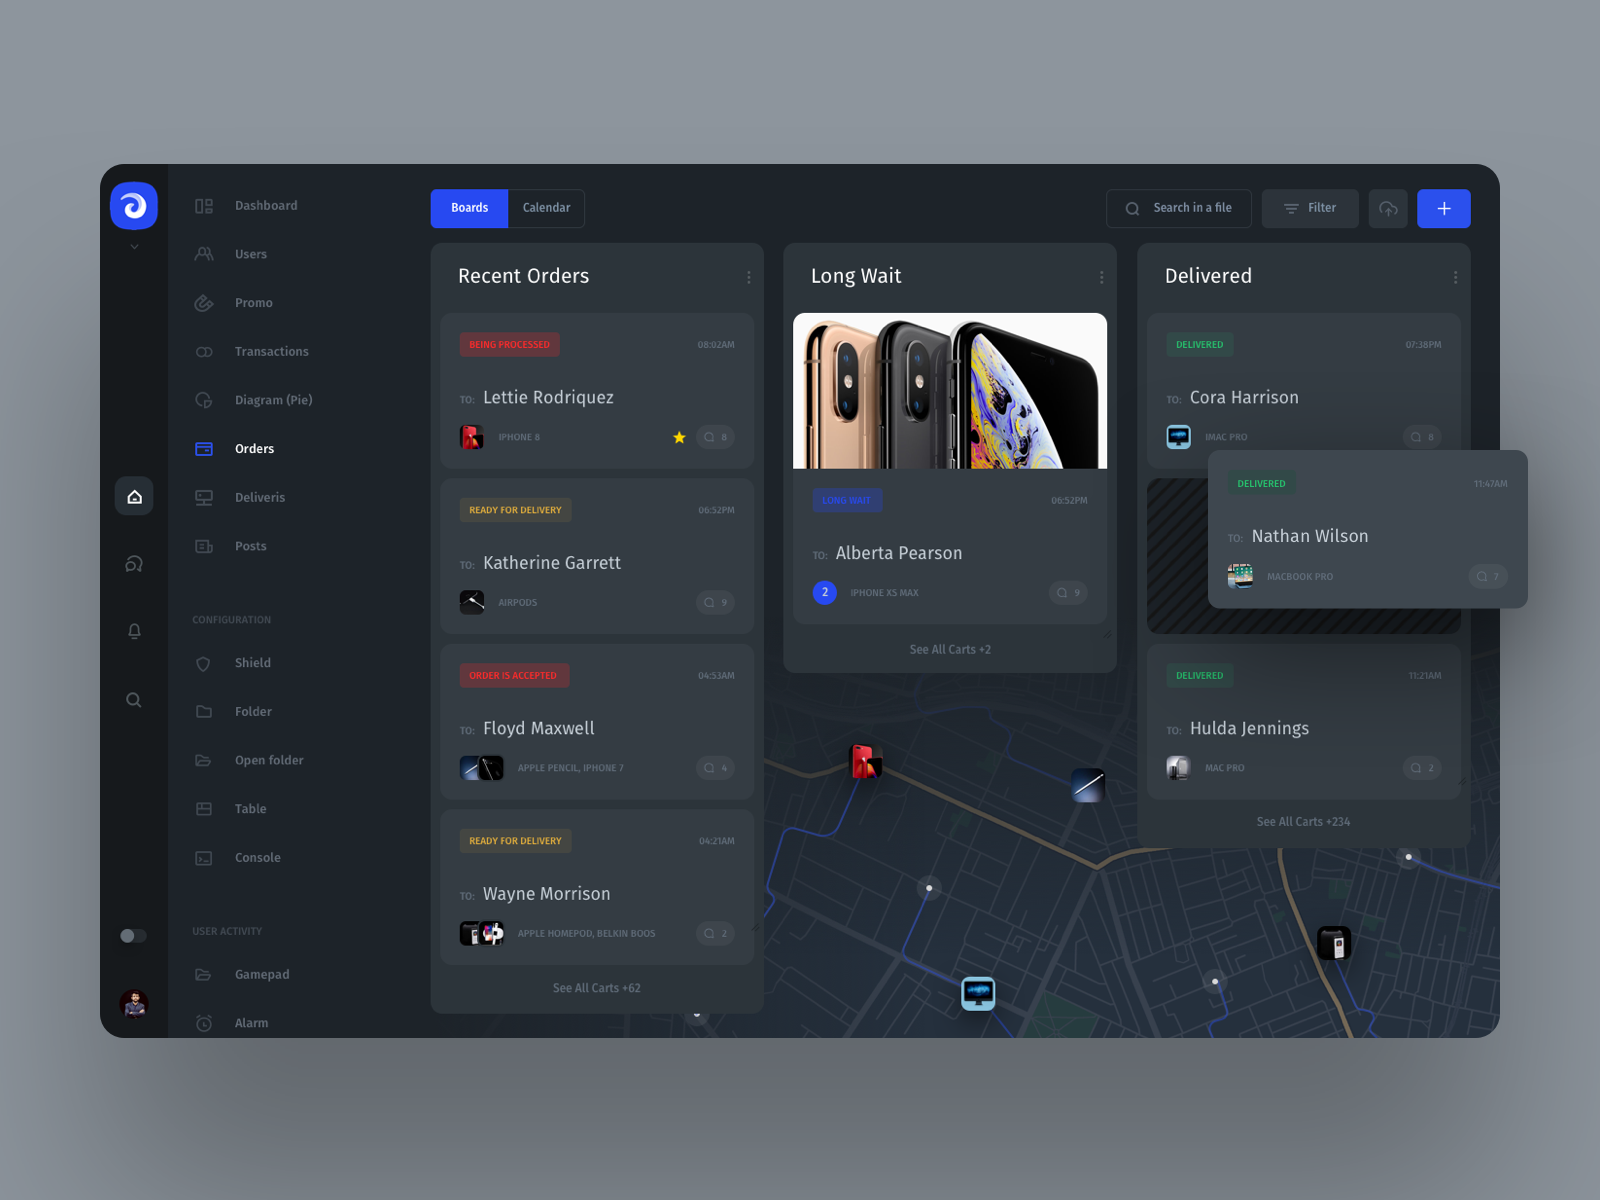 Dashboard
Users
Promo
Transactions
Diagram (Pie)
Orders
Deliveris
Posts
CONFIGURATION
Shield
Folder
Open folder
Table
Console
USER ACTIVITY
Gamepad
Alarm
Boards
Calendar
Search in a file
Filter
Recent Orders
BEING PROCESSED
08:02AM
TO: Lettie Rodriquez
IPHONE 8
8
READY FOR DELIVERY
06:52PM
TO: Katherine Garrett
AIRPODS
9
ORDER IS ACCEPTED
04:53AM
TO: Floyd Maxwell
APPLE PENCIL, IPHONE 7
4
READY FOR DELIVERY
04:21AM
TO: Wayne Morrison
APPLE HOMEPOD, BELKIN BOOS
2
See All Carts +62
Long Wait
LONG WAIT
06:52PM
TO: Alberta Pearson
2
IPHONE XS MAX
9
See All Carts +2
Delivered
DELIVERED
07:38PM
TO: Cora Harrison
IMAC PRO
8
DELIVERED
11:47AM
TO: Nathan Wilson
MACBOOK PRO
7
DELIVERED
11:21AM
TO: Hulda Jennings
MAC PRO
2
See All Carts +234